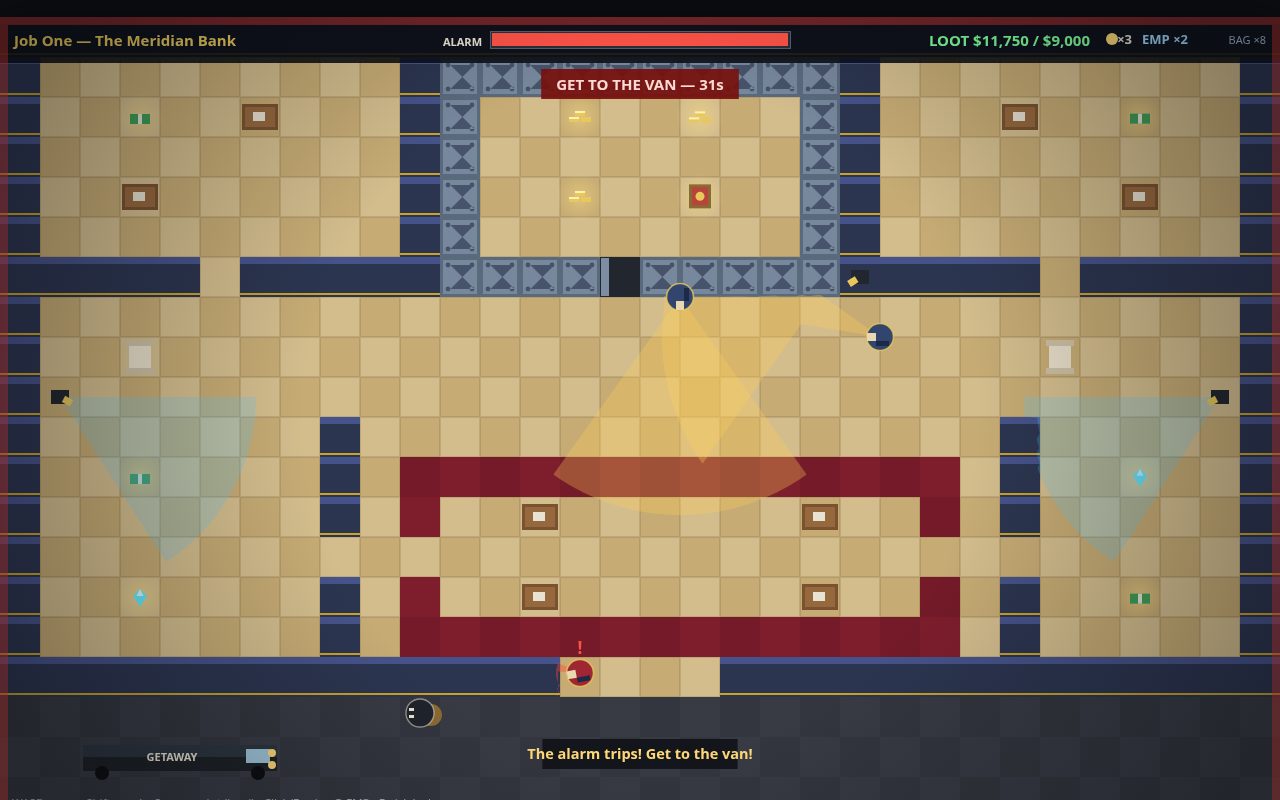 Job One — The Meridian Bank
ALARM
LOOT $11,750 / $9,000
×3
EMP ×2
BAG ×8
GET TO THE VAN — 31s
!
GETAWAY
The alarm trips! Get to the van!